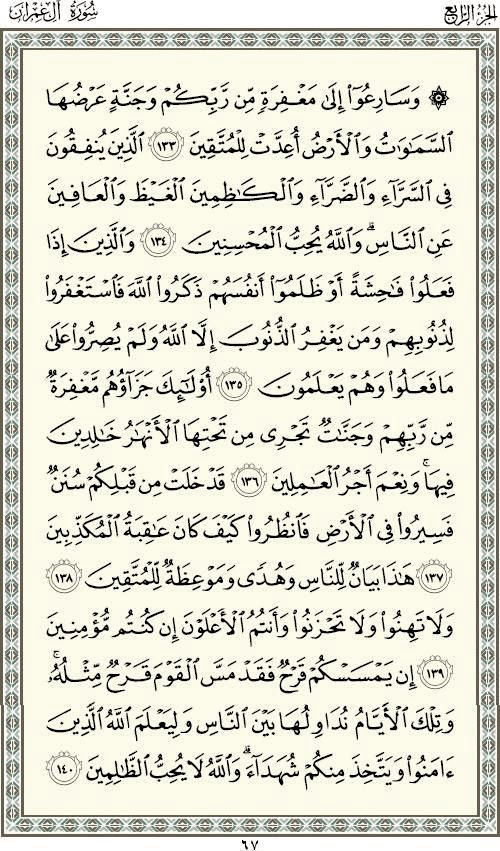 سُورَةُ آلِ عِمْرَانَ
الجُزْءُ الرَّابِعُ
۞ وَسَارِعُوٓا۟ إِلَىٰ مَغْفِرَةٍ مِّن رَّبِّكُمْ وَجَنَّةٍ عَرْضُهَا
ٱلسَّمَٰوَٰتُ وَٱلْأَرْضُ أُعِدَّتْ لِلْمُتَّقِينَ ١٣٣ ٱلَّذِينَ يُنفِقُونَ
فِى ٱلسَّرَّآءِ وَٱلضَّرَّآءِ وَٱلْكَٰظِمِينَ ٱلْغَيْظَ وَٱلْعَافِينَ
عَنِ ٱلنَّاسِ ۗ وَٱللَّهُ يُحِبُّ ٱلْمُحْسِنِينَ ١٣٤ وَٱلَّذِينَ إِذَا
فَعَلُوا۟ فَٰحِشَةً أَوْ ظَلَمُوٓا۟ أَنفُسَهُمْ ذَكَرُوا۟ ٱللَّهَ فَٱسْتَغْفَرُوا۟
لِذُنُوبِهِمْ وَمَن يَغْفِرُ ٱلذُّنُوبَ إِلَّا ٱللَّهُ وَلَمْ يُصِرُّوا۟ عَلَىٰ
مَا فَعَلُوا۟ وَهُمْ يَعْلَمُونَ ١٣٥ أُو۟لَٰٓئِكَ جَزَآؤُهُم مَّغْفِرَةٌ
مِّن رَّبِّهِمْ وَجَنَّٰتٌ تَجْرِى مِن تَحْتِهَا ٱلْأَنْهَٰرُ خَٰلِدِينَ
فِيهَا ۚ وَنِعْمَ أَجْرُ ٱلْعَٰمِلِينَ ١٣٦ قَدْ خَلَتْ مِن قَبْلِكُمْ سُنَنٌ
فَسِيرُوا۟ فِى ٱلْأَرْضِ فَٱنظُرُوا۟ كَيْفَ كَانَ عَٰقِبَةُ ٱلْمُكَذِّبِينَ
١٣٧ هَٰذَا بَيَانٌ لِّلنَّاسِ وَهُدًى وَمَوْعِظَةٌ لِّلْمُتَّقِينَ ١٣٨
وَلَا تَهِنُوا۟ وَلَا تَحْزَنُوا۟ وَأَنتُمُ ٱلْأَعْلَوْنَ إِن كُنتُم مُّؤْمِنِينَ
١٣٩ إِن يَمْسَسْكُمْ قَرْحٌ فَقَدْ مَسَّ ٱلْقَوْمَ قَرْحٌ مِّثْلُهُۥ ۚ
وَتِلْكَ ٱلْأَيَّامُ نُدَاوِلُهَا بَيْنَ ٱلنَّاسِ وَلِيَعْلَمَ ٱللَّهُ ٱلَّذِينَ
ءَامَنُوا۟ وَيَتَّخِذَ مِنكُمْ شُهَدَآءَ ۗ وَٱللَّهُ لَا يُحِبُّ ٱلظَّٰلِمِينَ ١٤٠
٦٧